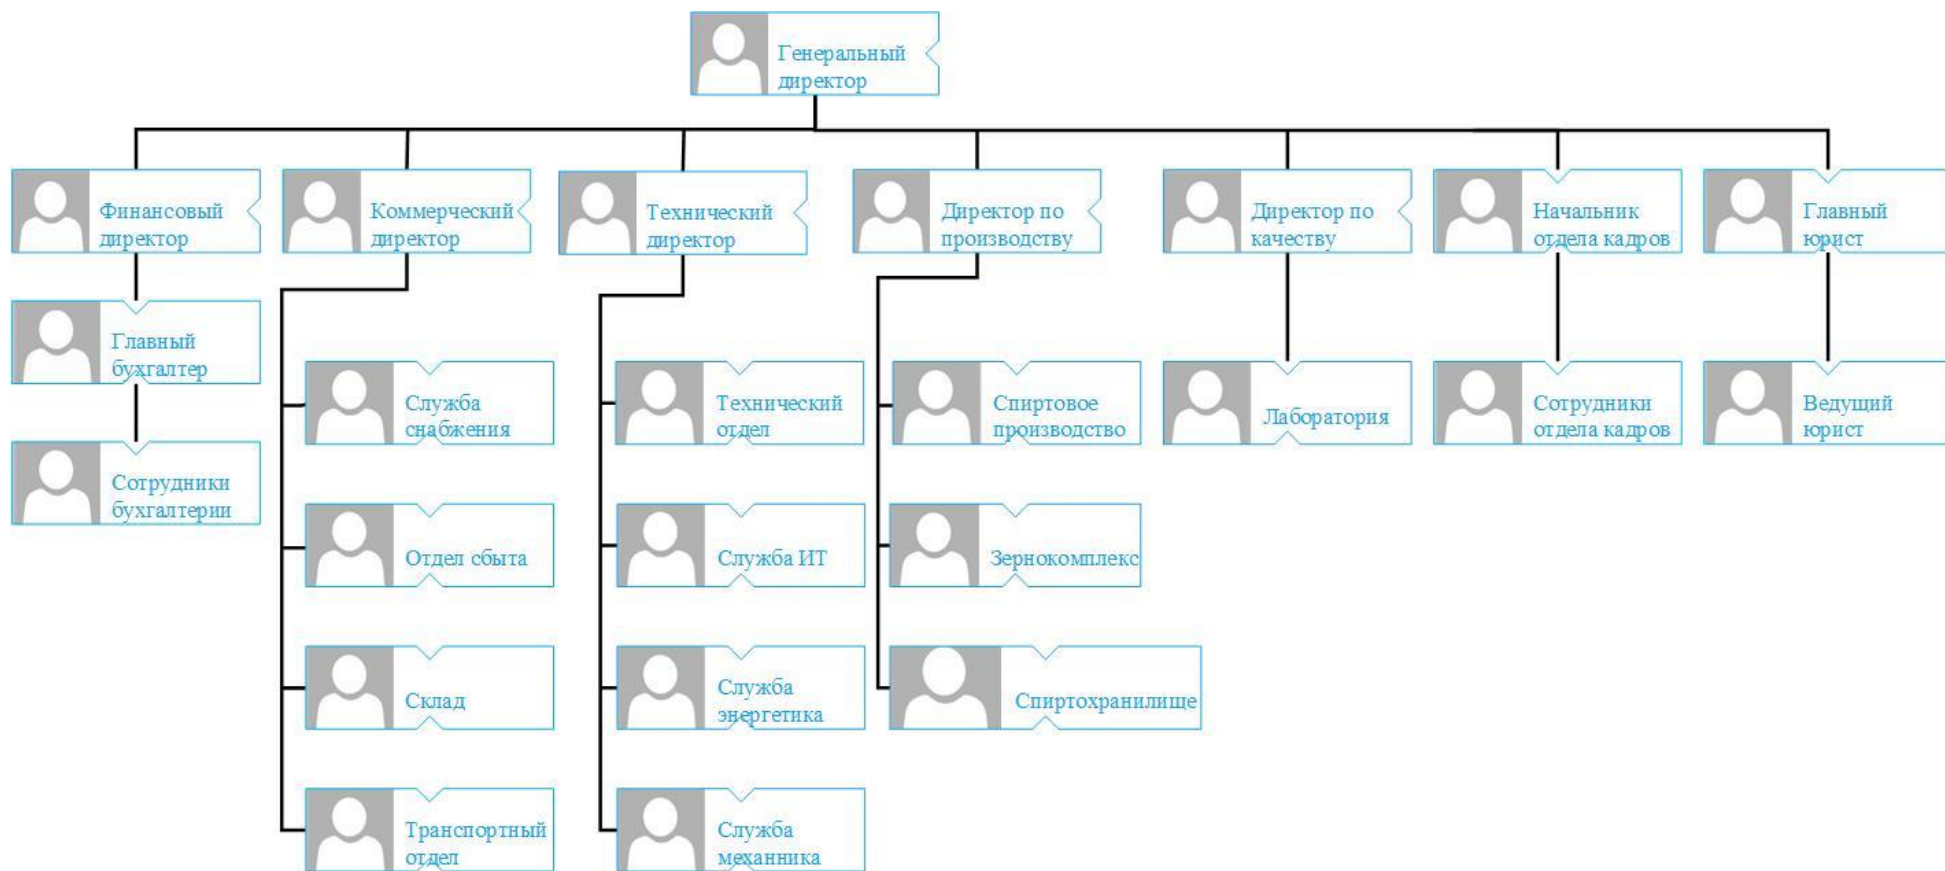 Генеральный
директор
Финансовый
директор
Коммерческий
директор
Технический
директор
Директор по
производству
Директор по
качеству
Начальник
отдела кадров
Главный
юрист
Главный
бухгалтер
Сотрудники
бухгалтерии
Служба
снабжения
Отдел сбыта
Склад
Транспортный
отдел
Технический
отдел
Служба ИТ
Служба
энергетика
Служба
механника
Спиртовое
производство
Зернокомплекс
Спиртохранилище
Лаборатория
Сотрудники
отдела кадров
Ведущий
юрист